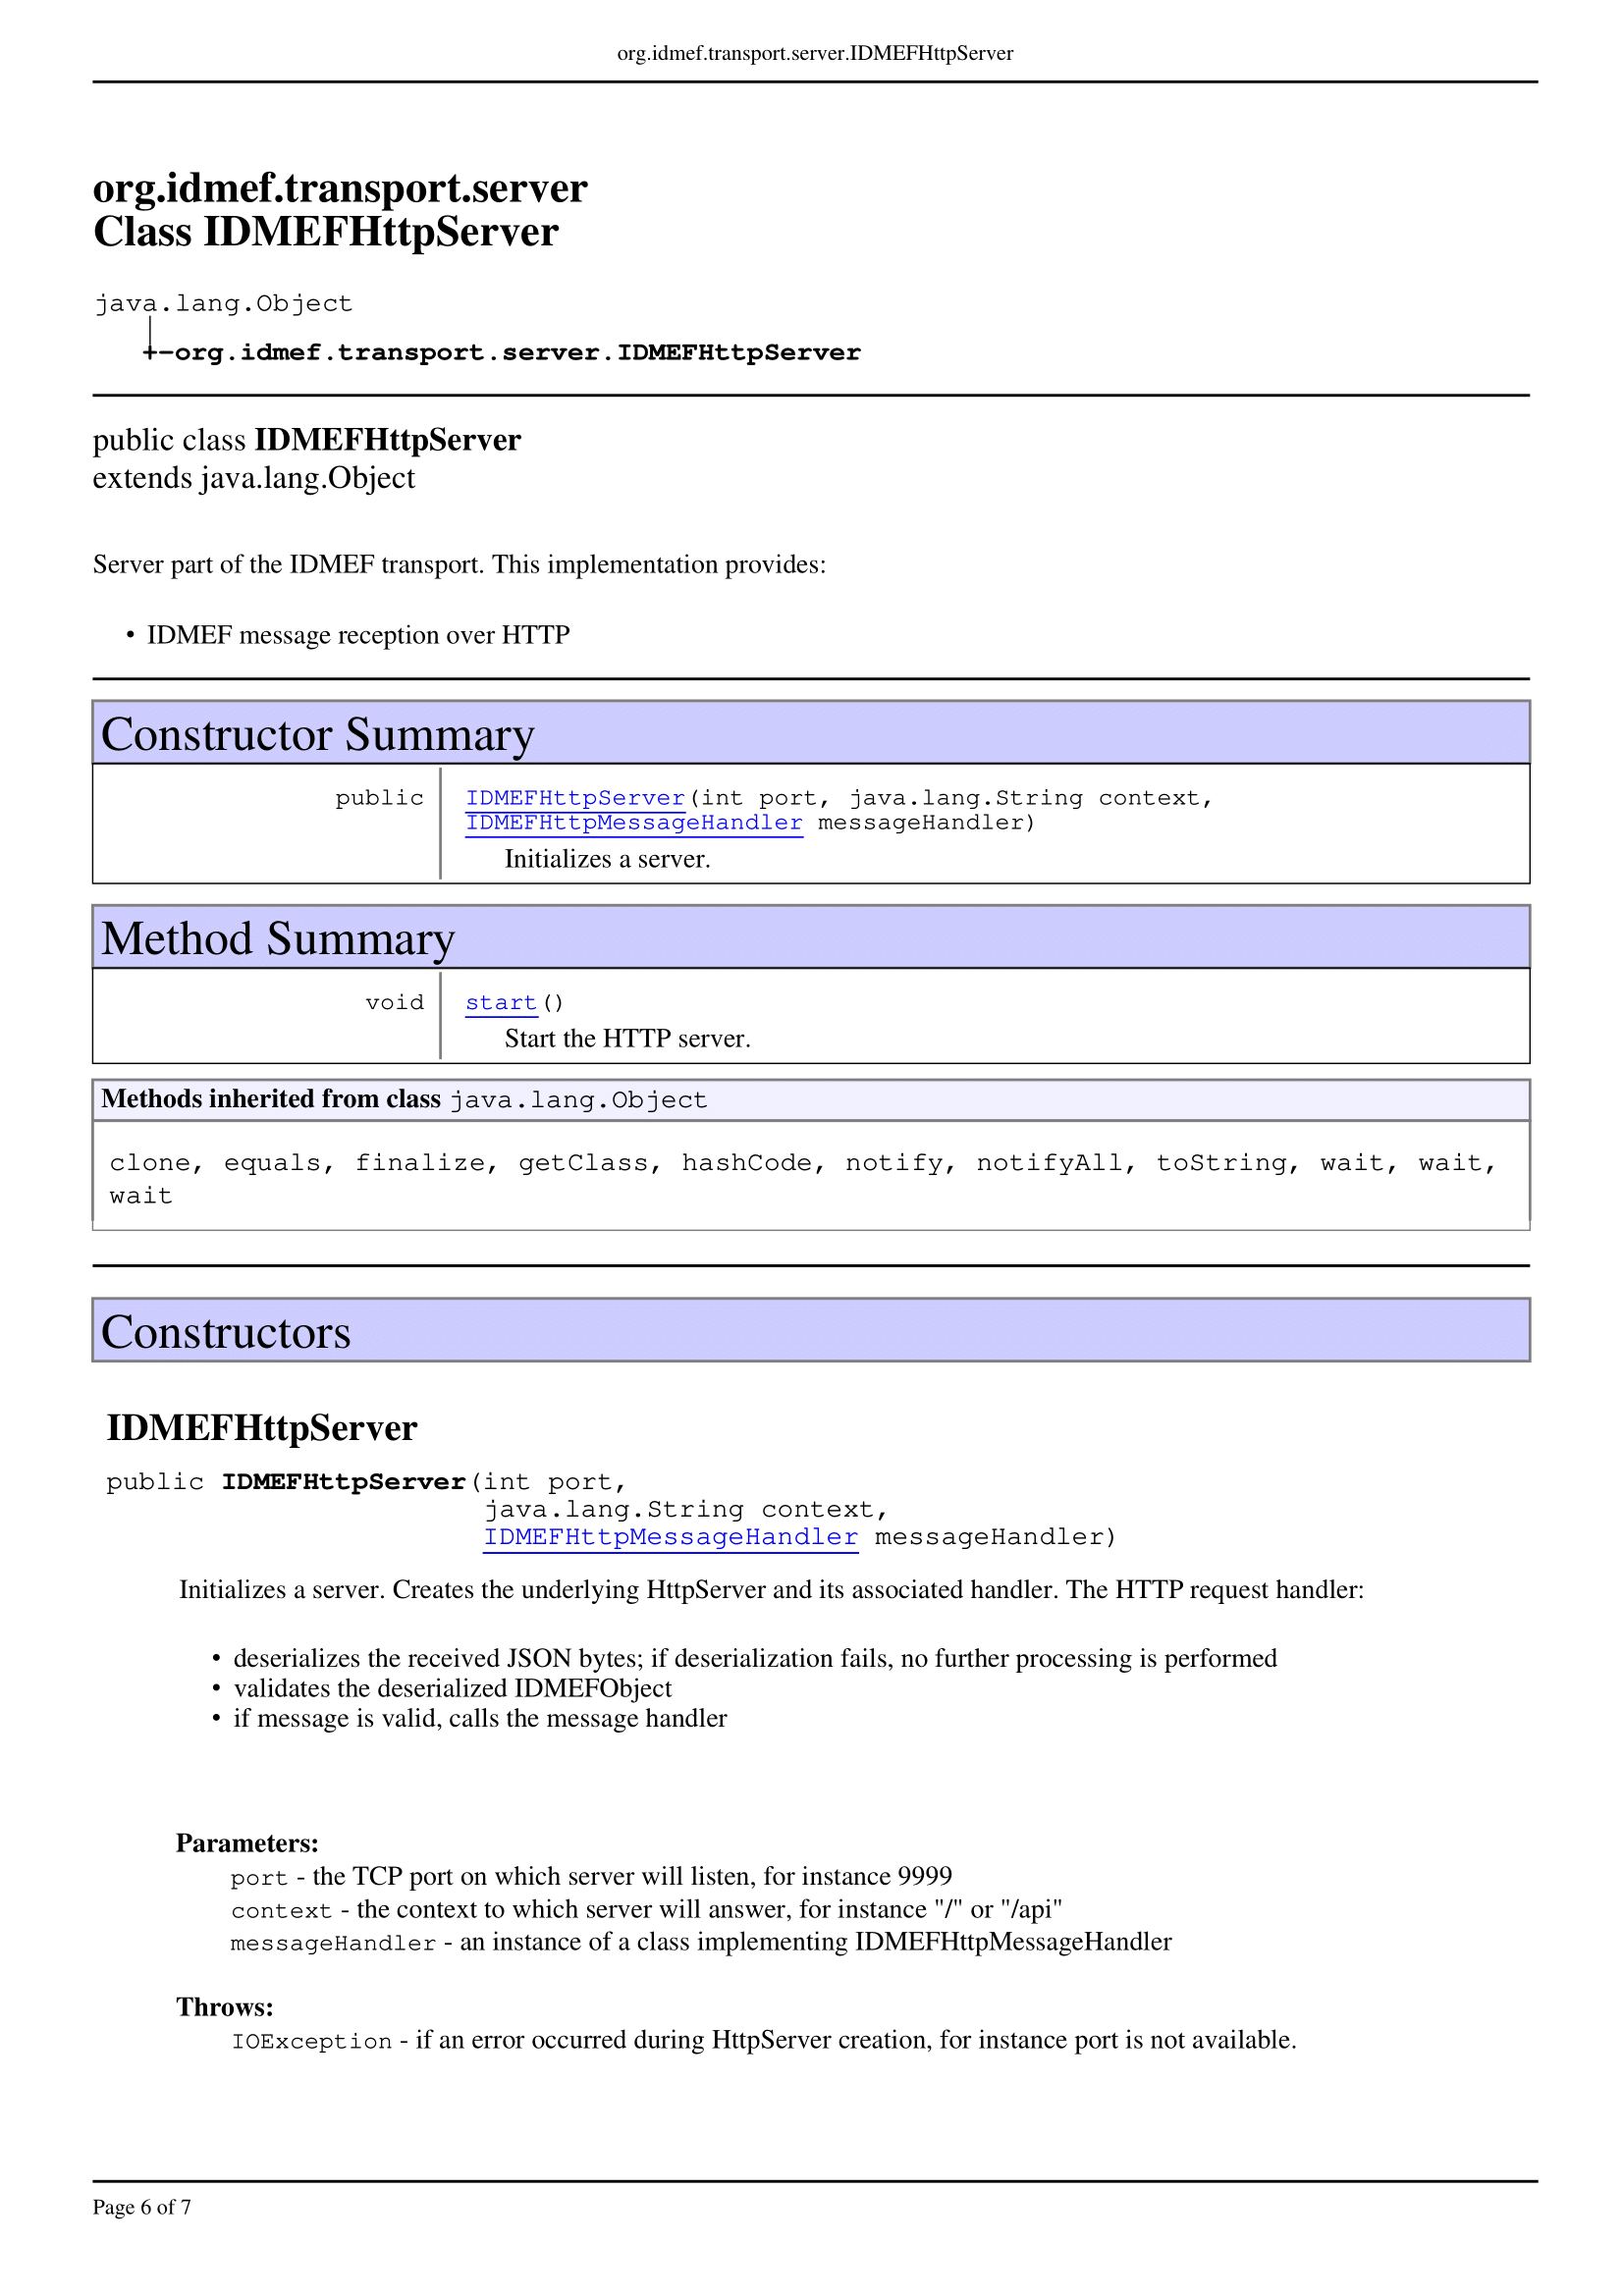 org.idmef.transport.server.IDMEFHttpServer
org.idmef.transport.server
Class IDMEFHttpServer
java.lang.Object
+-org.idmef.transport.server.IDMEFHttpServer
public class IDMEFHttpServer
extends java.lang.Object
Server part of the IDMEF transport. This implementation provides:
• IDMEF message reception over HTTP
Constructor Summary
public IDMEFHttpServer(int port, java.lang.String context,
IDMEFHttpMessageHandler messageHandler)
Initializes a server.
Method Summary
void start()
Start the HTTP server.
Methods inherited from class java.lang.Object
clone, equals, finalize, getClass, hashCode, notify, notifyAll, toString, wait, wait,
wait
Constructors
IDMEFHttpServer
public IDMEFHttpServer(int port,
java.lang.String context,
IDMEFHttpMessageHandler messageHandler)
Initializes a server. Creates the underlying HttpServer and its associated handler. The HTTP request handler:
• deserializes the received JSON bytes; if deserialization fails, no further processing is performed
• validates the deserialized IDMEFObject
• if message is valid, calls the message handler
Parameters:
port - the TCP port on which server will listen, for instance 9999
context - the context to which server will answer, for instance "/" or "/api"
messageHandler - an instance of a class implementing IDMEFHttpMessageHandler
Throws:
IOException - if an error occurred during HttpServer creation, for instance port is not available.
Page 6 of 7